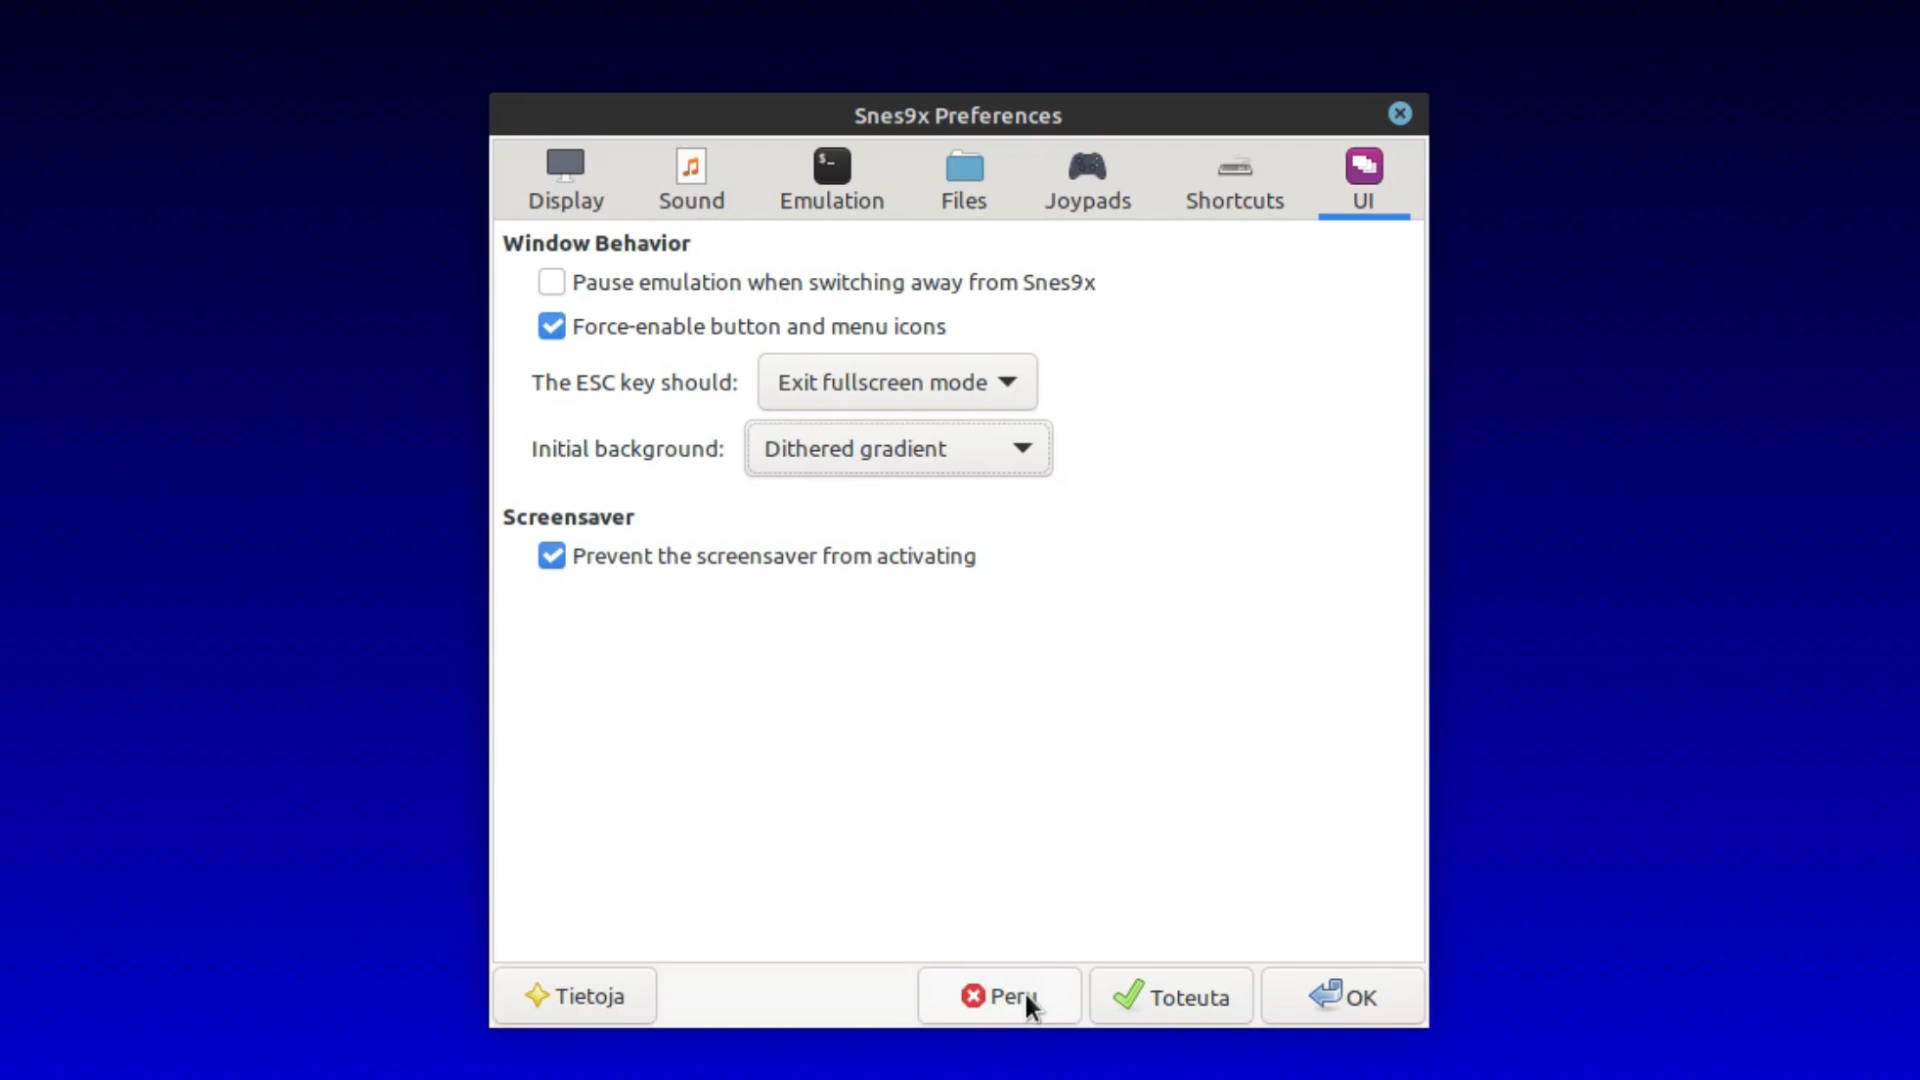 Snes9x Preferences
Display
Sound
$_
Emulation
Files
Joypads
Shortcuts
UI
Window Behavior
Pause emulation when switching away from Snes9x
Force-enable button and menu icons
The ESC key should: Exit fullscreen mode
Initial background: Dithered gradient
Screensaver
Prevent the screensaver from activating
Tietoja
Peru
Toteuta
OK